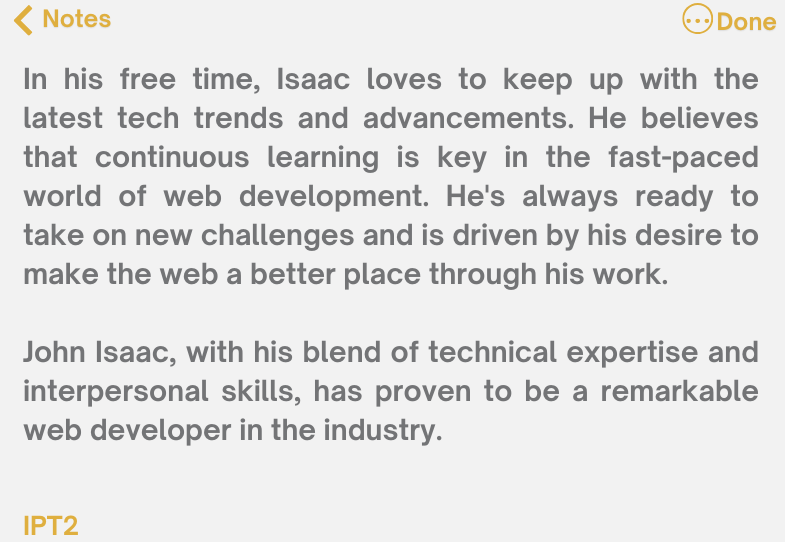 Notes
Done
In his free time, Isaac loves to keep up with the
latest tech trends and advancements. He believes
that continuous learning is key in the fast-paced
world of web development. He's always ready to
take on new challenges and is driven by his desire to
make the web a better place through his work.
John Isaac, with his blend of technical expertise and
interpersonal skills, has proven to be a remarkable
web developer in the industry.
IPT2